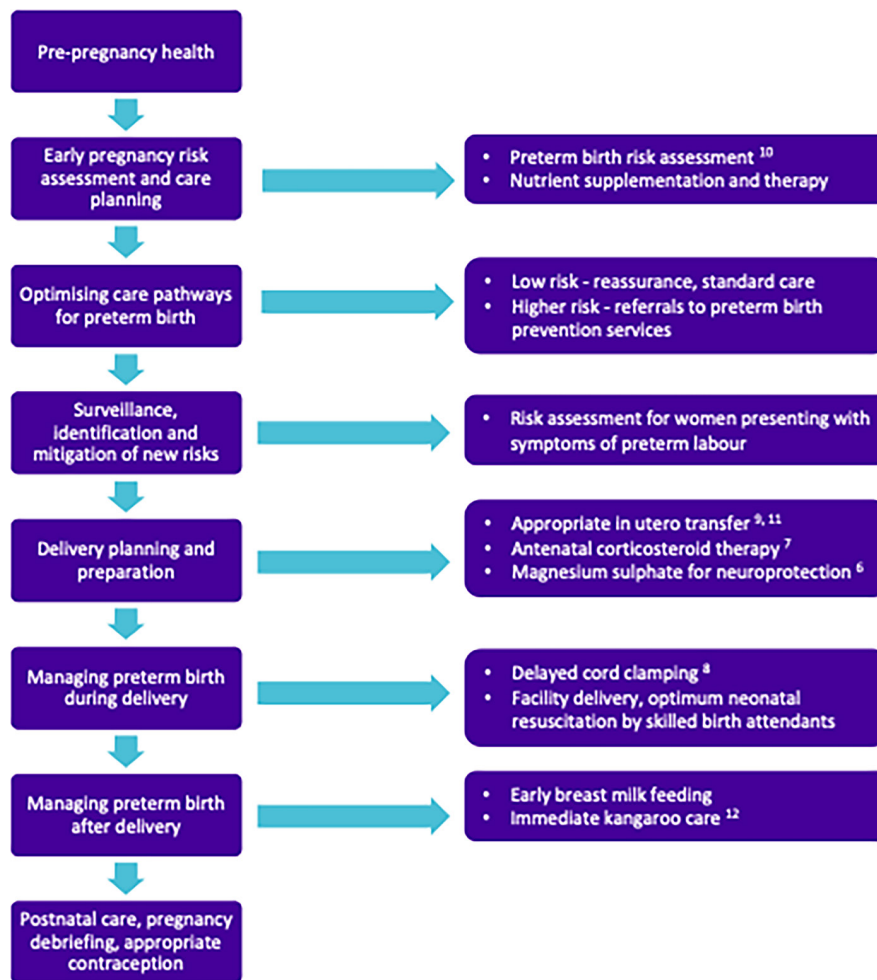 Pre-pregnancy health
Early pregnancy risk
assessment and care
planning
• Preterm birth risk assessment 10
• Nutrient supplementation and therapy
Optimising care pathways
for preterm birth
• Low risk - reassurance, standard care
• Higher risk - referrals to preterm birth
prevention services
Surveillance,
identification and
mitigation of new risks
• Risk assessment for women presenting with
symptoms of preterm labour
Delivery planning and
preparation
• Appropriate in utero transfer 9, 11
• Antenatal corticosteroid therapy 7
• Magnesium sulphate for neuroprotection 6
Managing preterm birth
during delivery
• Delayed cord clamping 8
• Facility delivery, optimum neonatal
resuscitation by skilled birth attendants
Managing preterm birth
after delivery
• Early breast milk feeding
• Immediate kangaroo care 12
Postnatal care, pregnancy
debriefing, appropriate
contraception